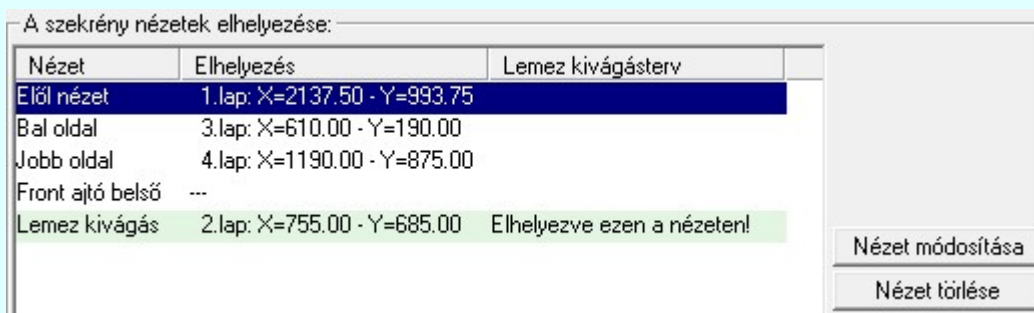 A szekrény nézetek elhelyezése:
Nézet Elhelyezés Lemez kivágásterv
Elől nézet 1.lap: X=2137.50 - Y=993.75
Bal oldal 3.lap: X=610.00 - Y=190.00
Jobb oldal 4.lap: X=1190.00 - Y=875.00
Front ajtó belső ---
Lemez kivágás 2.lap: X=755.00 - Y=685.00 Elhelyezve ezen a nézeten!
Nézet módosítása
Nézet törlése